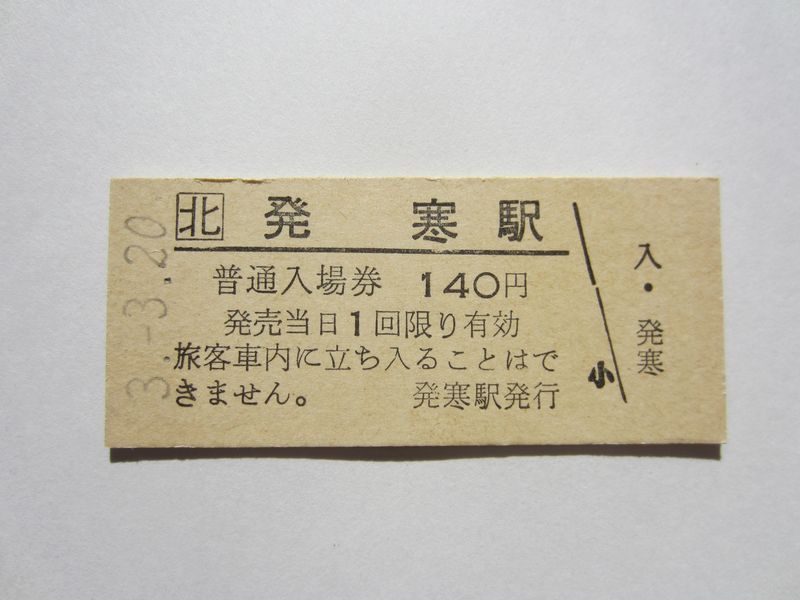 3.-3.20.
北 発寒駅
普通入場券 140円
発売当日1回限り有効
旅客車内に立ち入ることはで
きません。 発寒駅発行
小
入・発寒